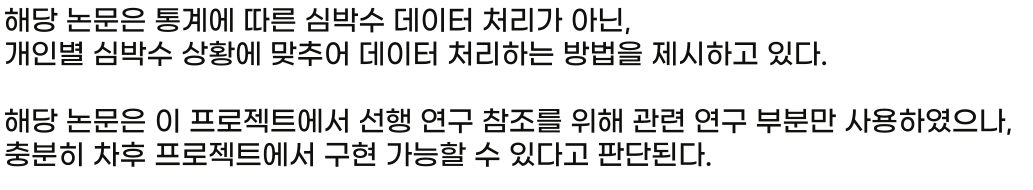 해당 논문은 통계에 따른 심박수 데이터 처리가 아닌,
개인별 심박수 상황에 맞추어 데이터 처리하는 방법을 제시하고 있다.
해당 논문은 이 프로젝트에서 선행 연구 참조를 위해 관련 연구 부분만 사용하였으나,
충분히 차후 프로젝트에서 구현 가능할 수 있다고 판단된다.